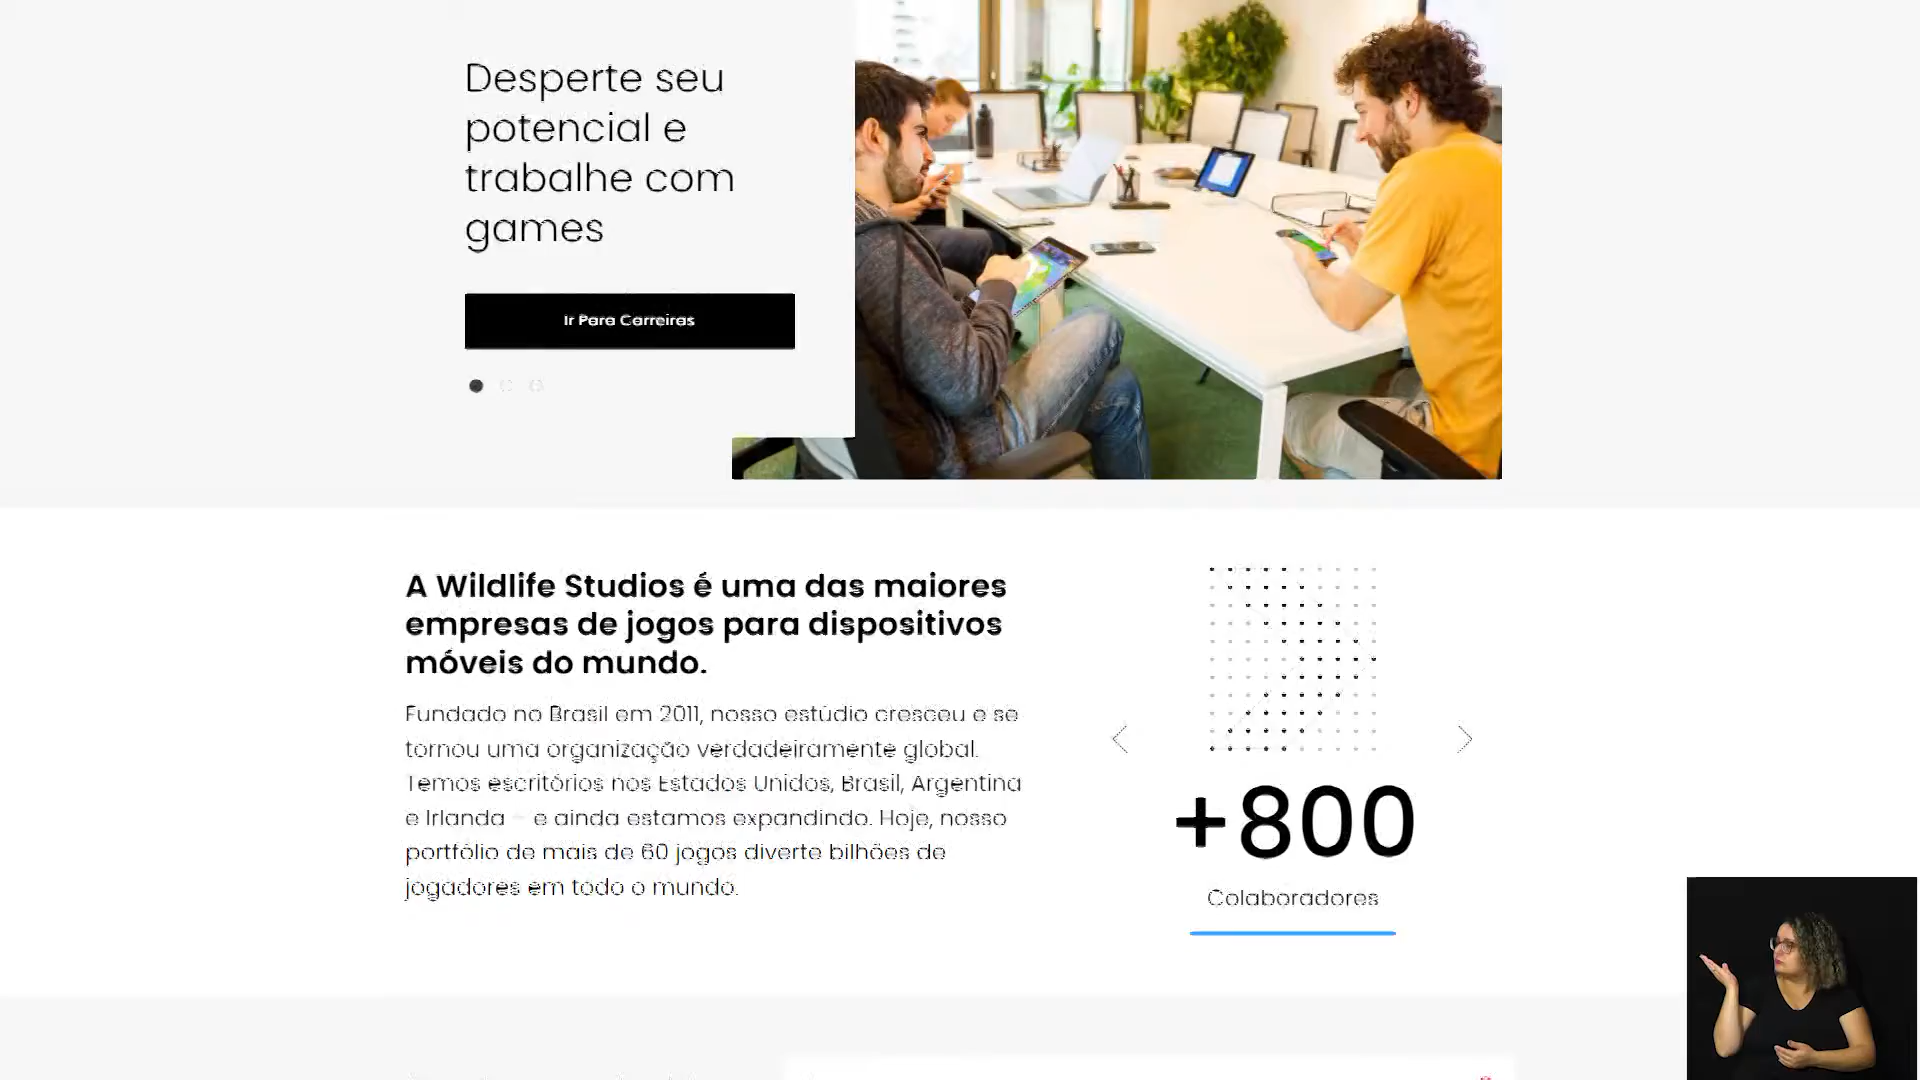 Desperte seu
potencial e
trabalhe com
games
Ir Para Carreiras
A Wildlife Studios é uma das maiores
empresas de jogos para dispositivos
móveis do mundo.
Fundado no Brasil em 2011, nosso estúdio cresceu e se
tornou uma organização verdadeiramente global.
Temos escritórios nos Estados Unidos, Brasil, Argentina
e Irlanda – e ainda estamos expandindo. Hoje, nosso
portfólio de mais de 60 jogos diverte bilhões de
jogadores em todo o mundo.
+800
Colaboradores